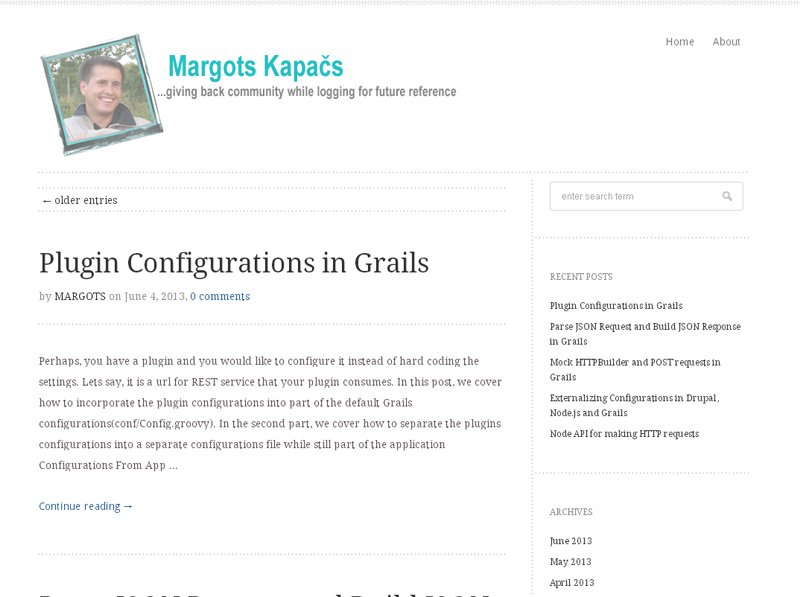 Home About
Margots Kapačs
...giving back community while logging for future reference
← older entries
Plugin Configurations in Grails
by MARGOTS on June 4, 2013, 0 comments
Perhaps, you have a plugin and you would like to configure it instead of hard coding the
settings. Lets say, it is a url for REST service that your plugin consumes. In this post, we cover
how to incorporate the plugin configurations into part of the default Grails
configurations(conf/Config.groovy). In the second part, we cover how to separate the plugins
configurations into a separate configurations file while still part of the application
Configurations From App ...
Continue reading →
enter search term
RECENT POSTS
Plugin Configurations in Grails
Parse JSON Request and Build JSON Response
in Grails
Mock HTTPBuilder and POST requests in
Grails
Externalizing Configurations in Drupal,
Node.js and Grails
Node API for making HTTP requests
ARCHIVES
June 2013
May 2013
April 2013